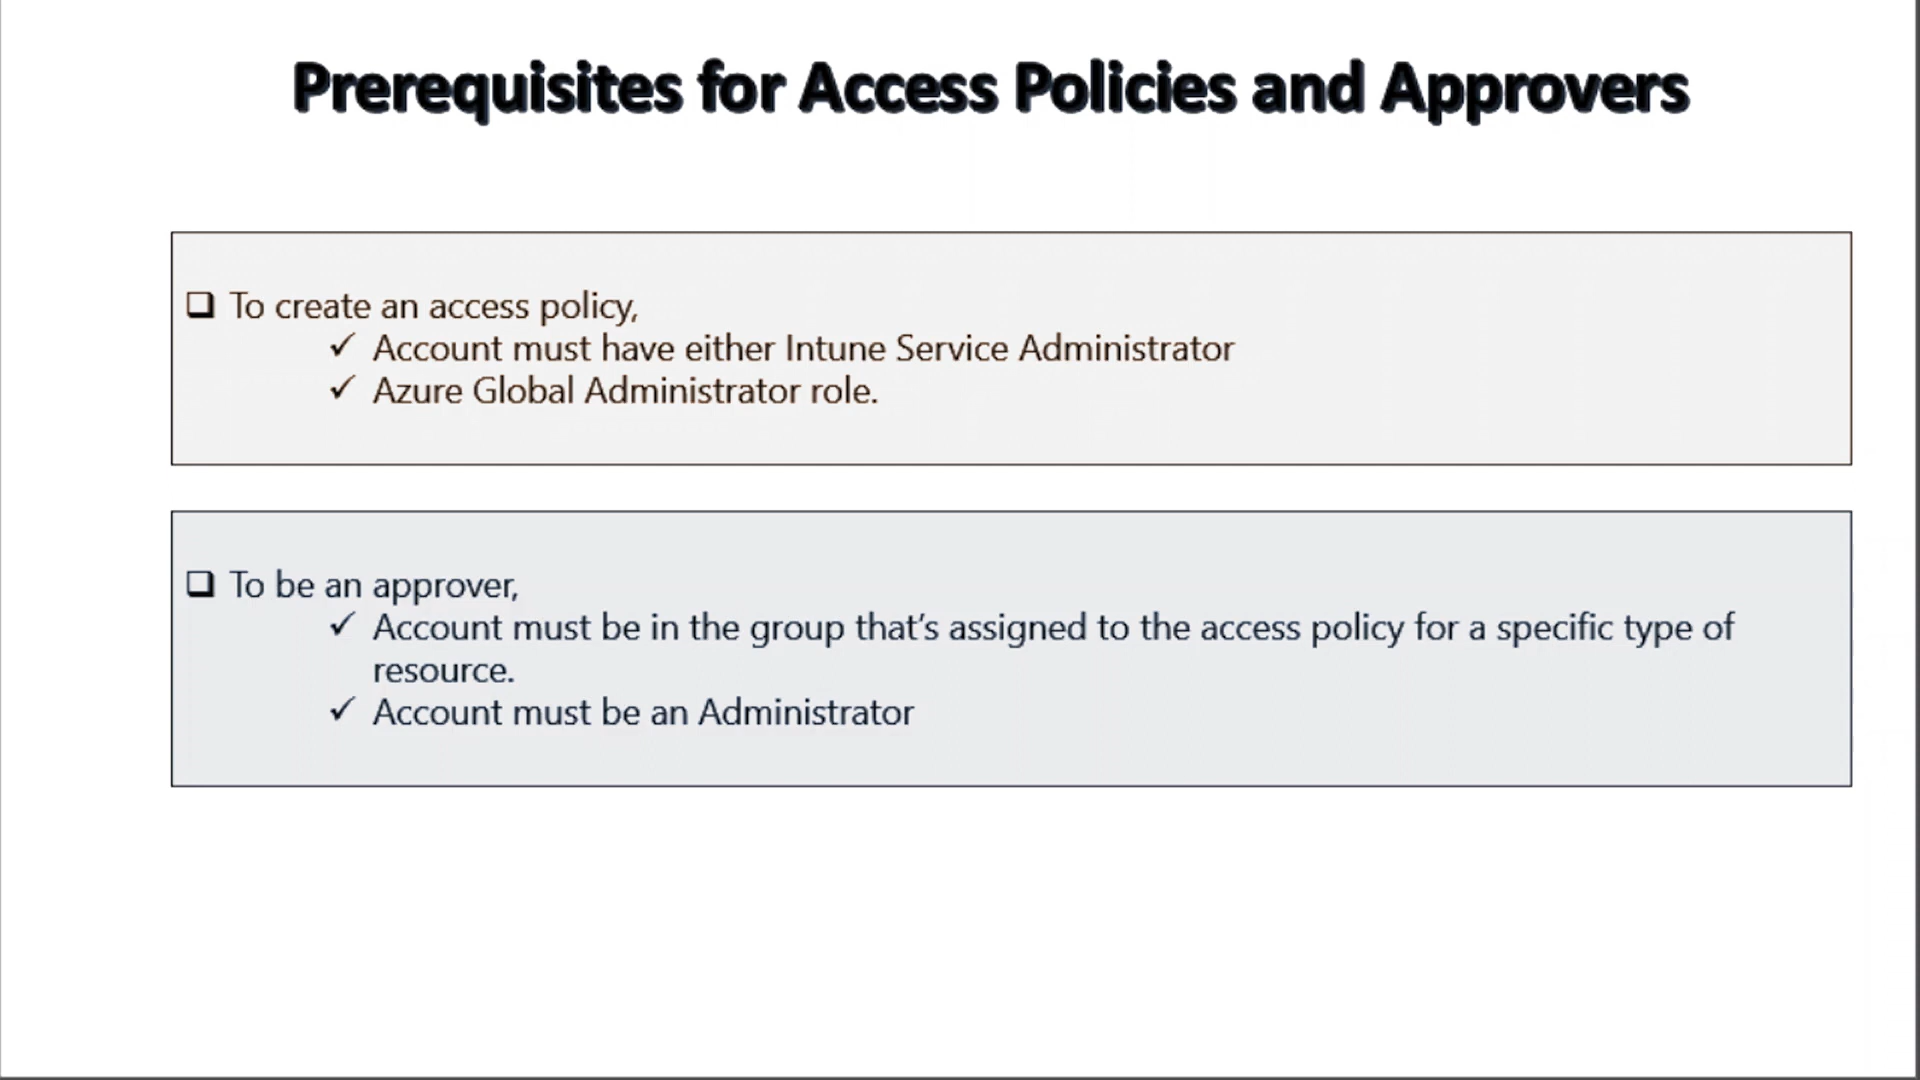 Prerequisites for Access Policies and Approvers
To create an access policy,
Account must have either Intune Service Administrator
Azure Global Administrator role.
To be an approver,
Account must be in the group that's assigned to the access policy for a specific type of
resource.
Account must be an Administrator